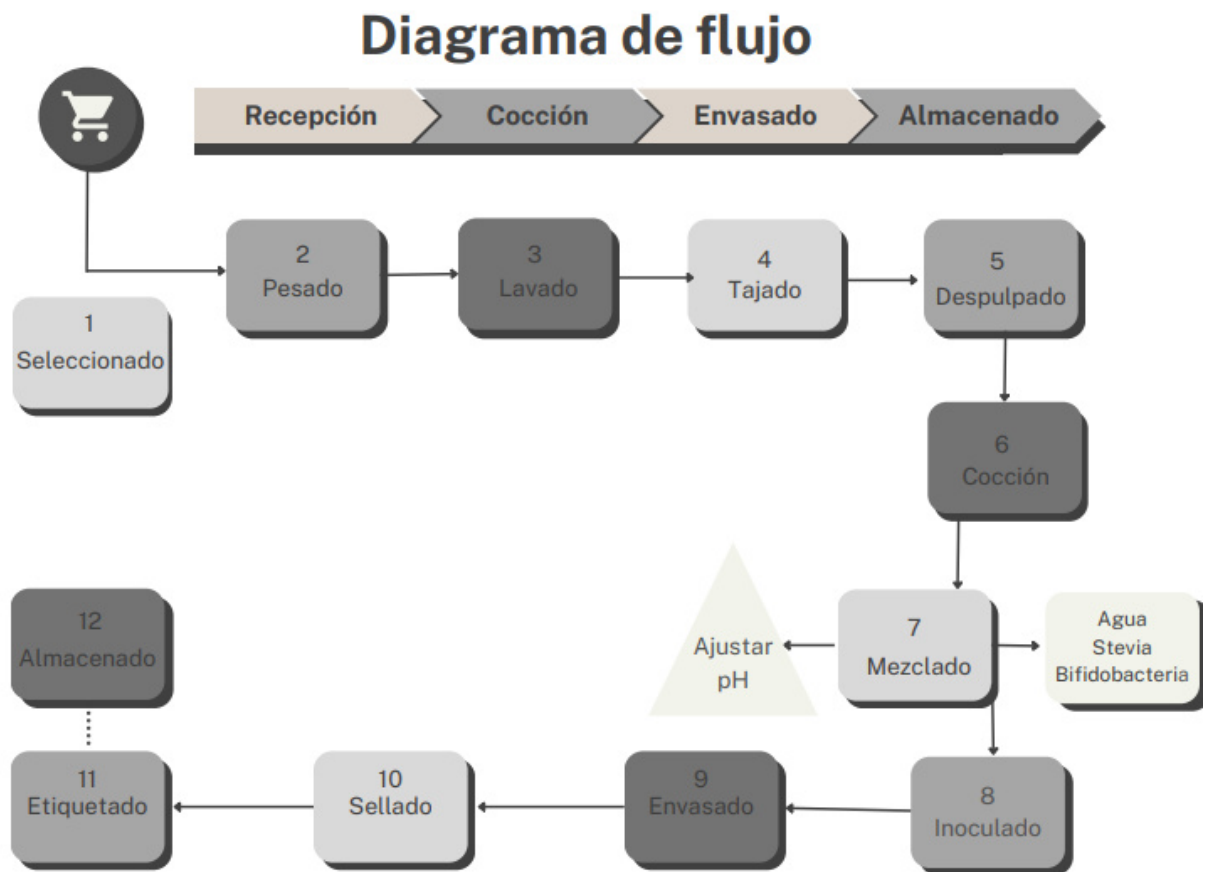 Diagrama de flujo
Recepción
Cocción
Envasado
Almacenado
1
Seleccionado
2
Pesado
3
Lavado
4
Tajado
5
Despulpado
6
Cocción
7
Mezclado
Ajustar
pH
Agua
Stevia
Bifidobacteria
8
Inoculado
9
Envasado
10
Sellado
11
Etiquetado
12
Almacenado